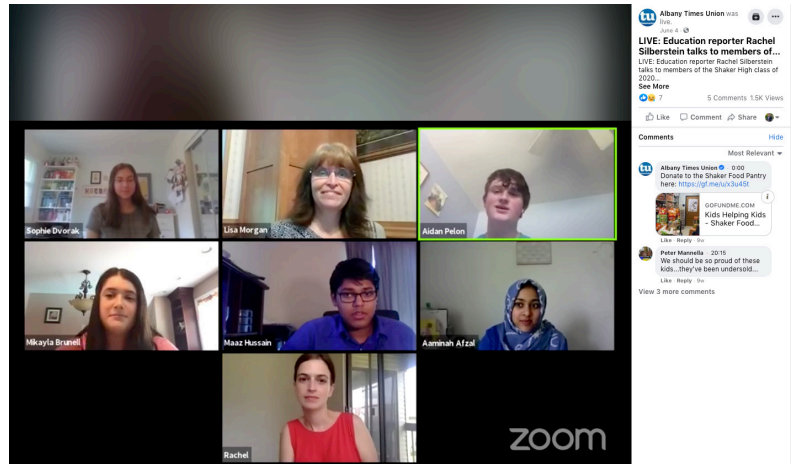 Sophie Dvorak
Lisa Morgan
Aidan Pelon
Mikayla Brunell
Maaz Hussain
Aaminah Afzal
Rachel
zoom
tu
Albany Times Union was
live.
June 4
LIVE: Education reporter Rachel
Silberstein talks to members of...
LIVE: Education reporter Rachel Silberstein
talks to members of the Shaker High class of
2020...
See More
7
5 Comments 1.5K Views
Like
Comment
Share
Comments
Hide
Most Relevant
tu
Albany Times Union · 0:00
Donate to the Shaker Food Pantry
here: https://gf.me/u/x3u45t
GOFUNDME.COM
Kids Helping Kids
- Shaker Food...
Like · Reply · 9w
Peter Mannella · 20:15
We should be so proud of these
kids...they've been undersold...
Like · Reply · 9w
View 3 more comments